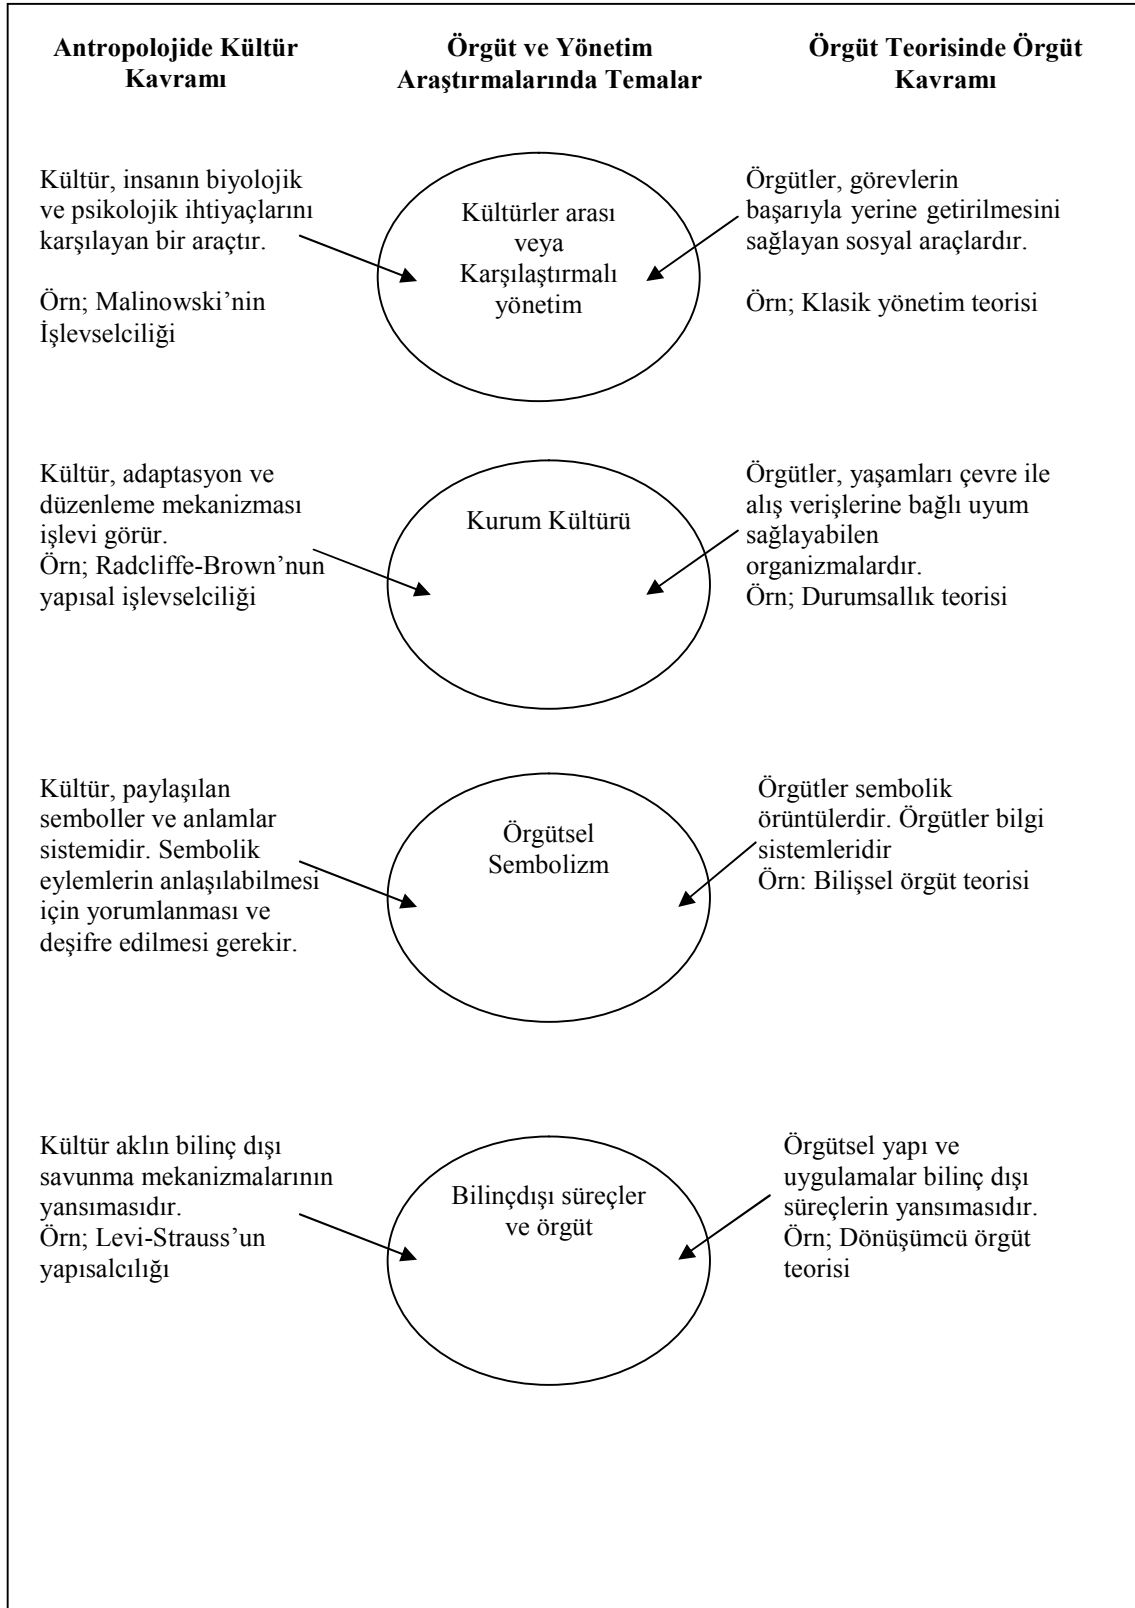 Antropolojide Kültür
Kavramı
Örgüt ve Yönetim
Araştırmalarında Temalar
Örgüt Teorisinde Örgüt
Kavramı
Kültür, insanın biyolojik
ve psikolojik ihtiyaçlarını
karşılayan bir araçtır.
Örn; Malinowski’nin
İşlevselciliği
Kültürler arası
veya
Karşılaştırmalı
yönetim
Örgütler, görevlerin
başarıyla yerine getirilmesini
sağlayan sosyal araçlardır.
Örn; Klasik yönetim teorisi
Kültür, adaptasyon ve
düzenleme mekanizması
işlevi görür.
Örn; Radcliffe-Brown’nun
yapısal işlevselciliği
Kurum Kültürü
Örgütler, yaşamları çevre ile
alış verişlerine bağlı uyum
sağlayabilen
organizmalardır.
Örn; Durumsallık teorisi
Kültür, paylaşılan
semboller ve anlamlar
sistemidir. Sembolik
eylemlerin anlaşılabilmesi
için yorumlanması ve
deşifre edilmesi gerekir.
Örgütsel
Sembolizm
Örgütler sembolik
örüntülerdir. Örgütler bilgi
sistemleridir
Örn: Bilişsel örgüt teorisi
Kültür aklın bilinç dışı
savunma mekanizmalarının
yansımasıdır.
Örn; Levi-Strauss’un
yapısalcılığı
Bilinçdışı süreçler
ve örgüt
Örgütsel yapı ve
uygulamalar bilinç dışı
süreçlerin yansımasıdır.
Örn; Dönüşümcü örgüt
teorisi